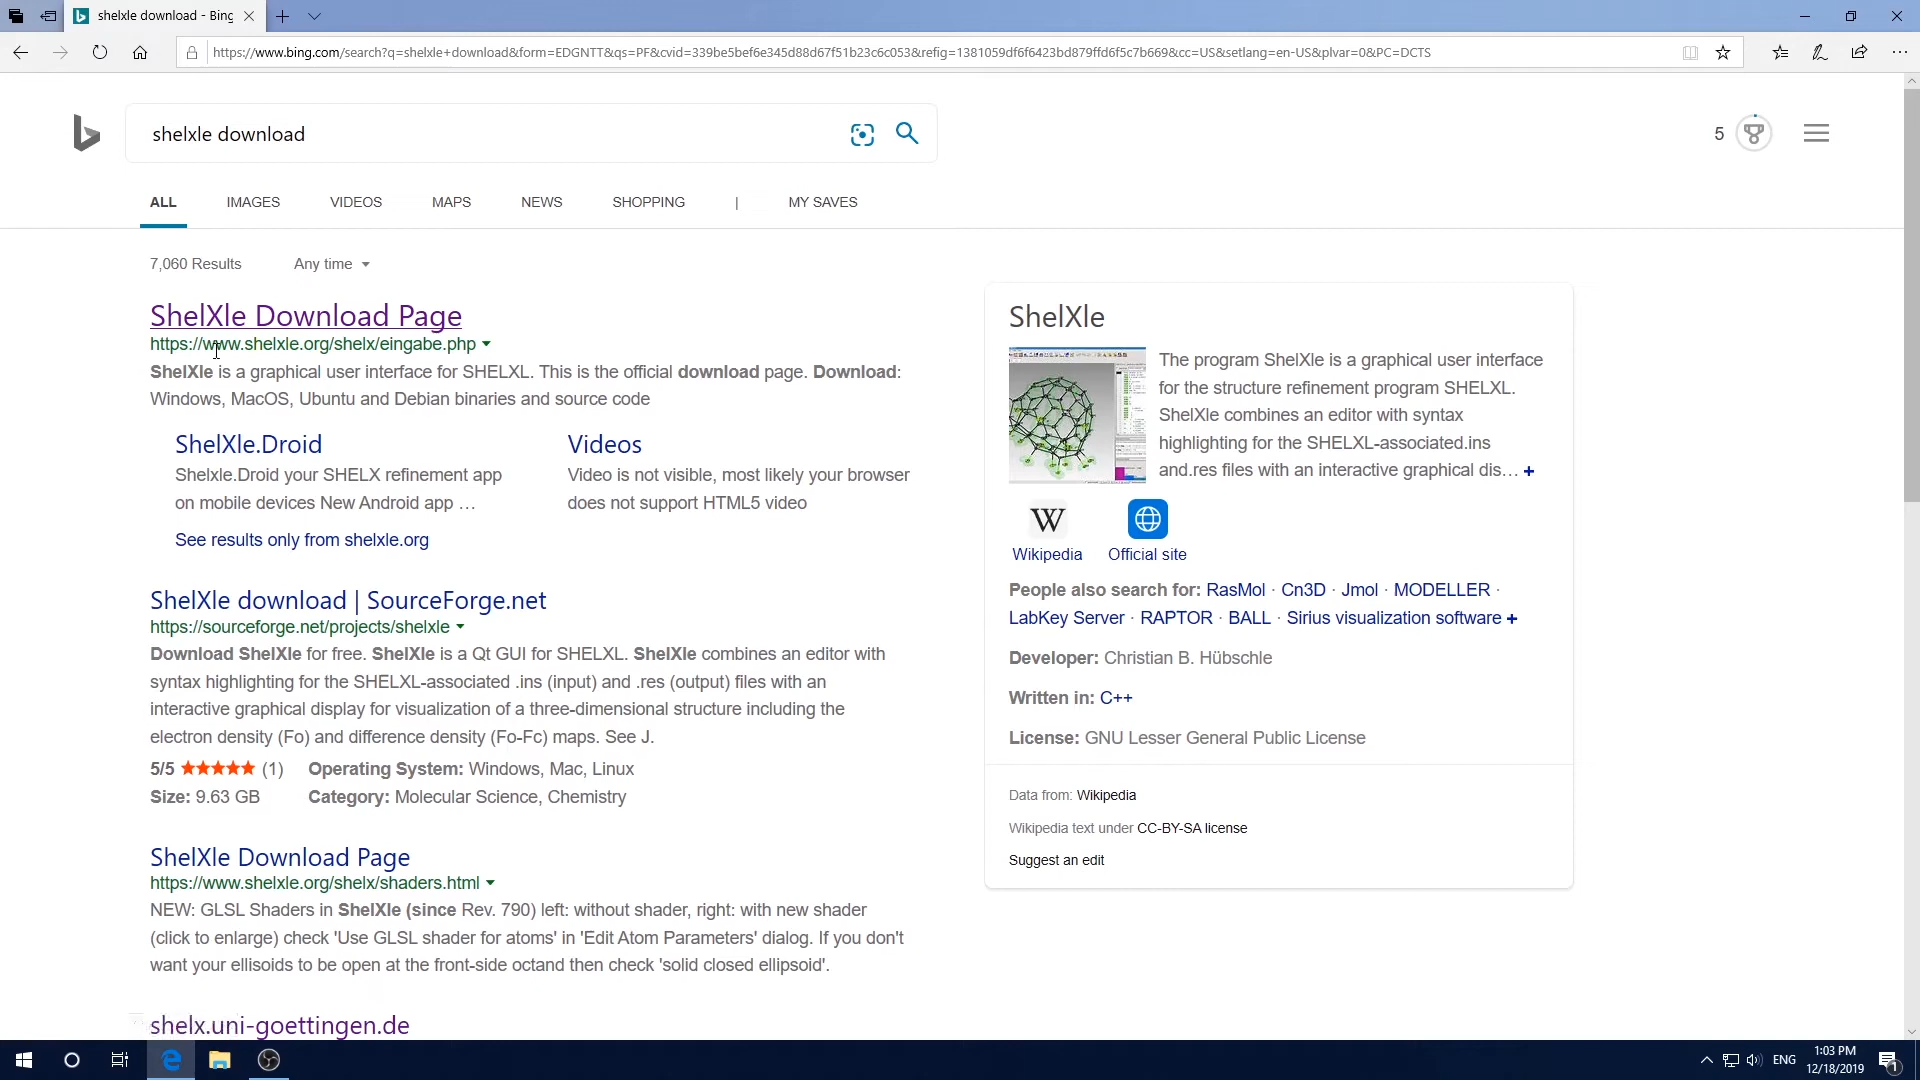 shelxle download - Bing
https://www.bing.com/search?q=shelxle+download&form=EDGNTT&qs=PF&cvid=339be5bef6e345d88d67f51b23c6c053&refig=1381059df6f6423bd879ffd6f5c7b669&cc=US&setlang=en-US&plvar=0&PC=DCTS
shelxle download
5
ALL IMAGES VIDEOS MAPS NEWS SHOPPING | MY SAVES
7,060 Results Any time
ShelXle Download Page
https://www.shelxle.org/shelx/eingabe.php
ShelXle is a graphical user interface for SHELXL. This is the official download page. Download:
Windows, MacOS, Ubuntu and Debian binaries and source code
ShelXle.Droid
Shelxle.Droid your SHELX refinement app
on mobile devices New Android app …
Videos
Video is not visible, most likely your browser
does not support HTML5 video
See results only from shelxle.org
ShelXle download | SourceForge.net
https://sourceforge.net/projects/shelxle
Download ShelXle for free. ShelXle is a Qt GUI for SHELXL. ShelXle combines an editor with
syntax highlighting for the SHELXL-associated .ins (input) and .res (output) files with an
interactive graphical display for visualization of a three-dimensional structure including the
electron density (Fo) and difference density (Fo-Fc) maps. See J.
5/5 ★★★★★ (1) Operating System: Windows, Mac, Linux
Size: 9.63 GB Category: Molecular Science, Chemistry
ShelXle Download Page
https://www.shelxle.org/shelx/shaders.html
NEW: GLSL Shaders in ShelXle (since Rev. 790) left: without shader, right: with new shader
(click to enlarge) check 'Use GLSL shader for atoms' in 'Edit Atom Parameters' dialog. If you don't
want your ellisoids to be open at the front-side octand then check 'solid closed ellipsoid'.
shelx.uni-goettingen.de
ShelXle
The program ShelXle is a graphical user interface
for the structure refinement program SHELXL.
ShelXle combines an editor with syntax
highlighting for the SHELXL-associated.ins
and.res files with an interactive graphical dis… +
W
Wikipedia Official site
People also search for: RasMol · Cn3D · Jmol · MODELLER ·
LabKey Server · RAPTOR · BALL · Sirius visualization software +
Developer: Christian B. Hübschle
Written in: C++
License: GNU Lesser General Public License
Data from: Wikipedia
Wikipedia text under CC-BY-SA license
Suggest an edit
ENG
1:03 PM
12/18/2019
1